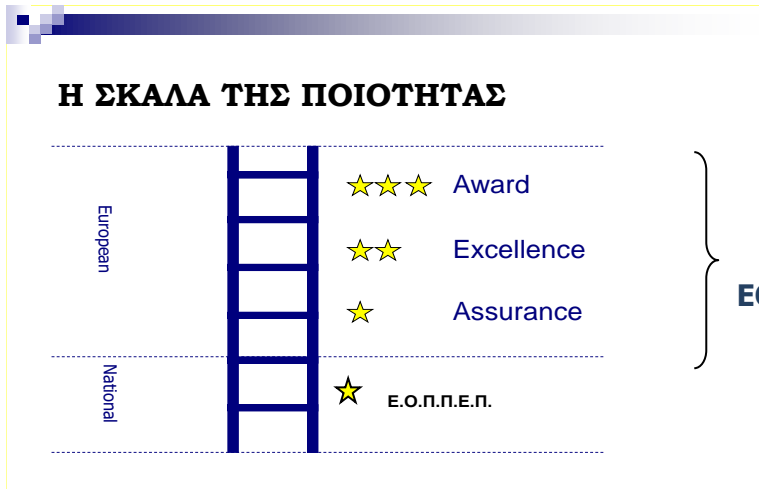 Η ΣΚΑΛΑ ΤΗΣ ΠΟΙΟΤΗΤΑΣ
European
Award
Excellence
Assurance
National
Ε.Ο.Π.Π.Ε.Π.